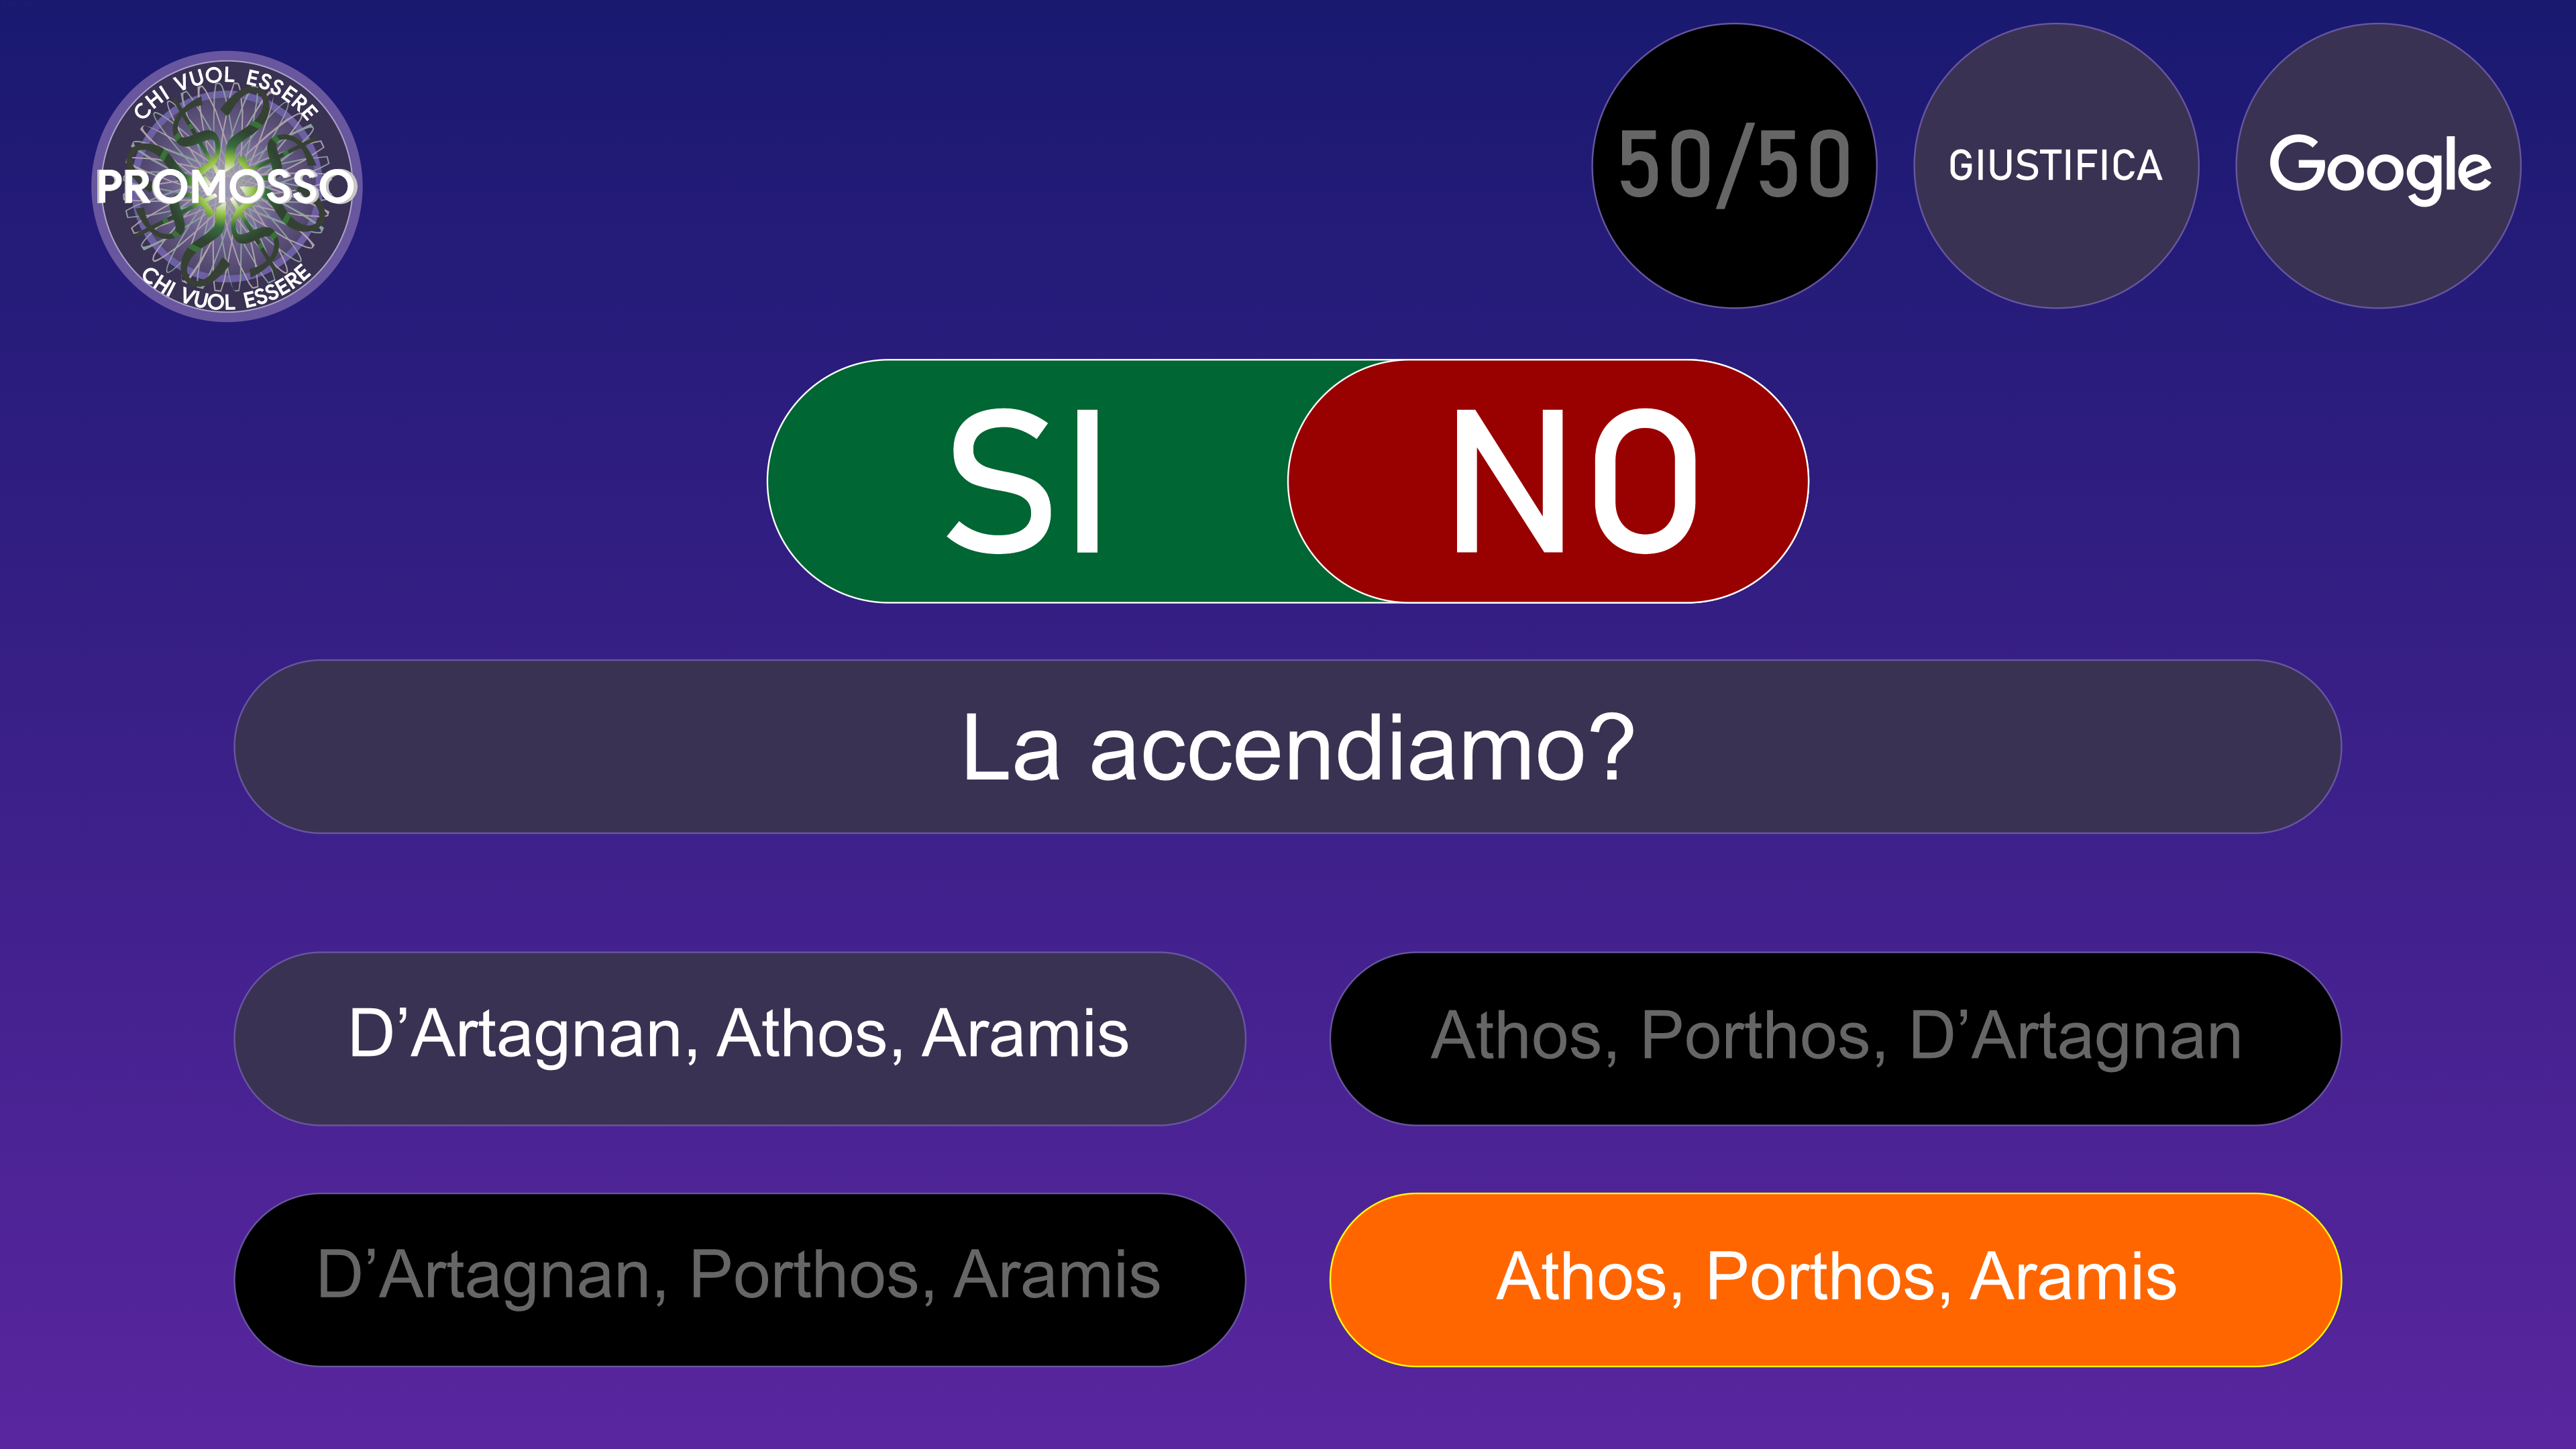 CHI VUOL ESSERE
PROMOSSO
CHI VUOL ESSERE
50/50
GIUSTIFICA
Google
SI
NO
La accendiamo?
D’Artagnan, Athos, Aramis
Athos, Porthos, D’Artagnan
D’Artagnan, Porthos, Aramis
Athos, Porthos, Aramis